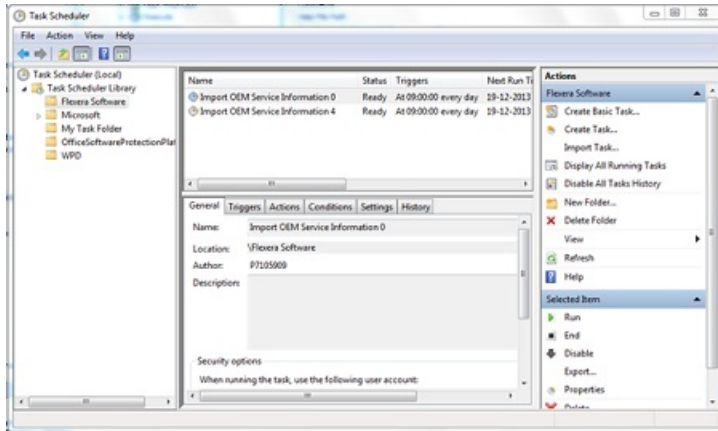 Task Scheduler
File Action View Help
Task Scheduler (Local)
Task Scheduler Library
Flexera Software
Microsoft
My Task Folder
OfficeSoftwareProtectionPlat
WPD
Name Status Triggers Next Run Ti
Import OEM Service Information 0 Ready At 09:00:00 every day 19-12-2013
Import OEM Service Information 4 Ready At 09:00:00 every day 19-12-2013
General Triggers Actions Conditions Settings History
Name: Import OEM Service Information 0
Location: \Flexera Software
Author: P7105909
Description:
Security options
When running the task, use the following user account:
Actions
Flexera Software
Create Basic Task...
Create Task...
Import Task...
Display All Running Tasks
Disable All Tasks History
New Folder...
Delete Folder
View
Refresh
Help
Selected Item
Run
End
Disable
Export...
Properties
Delete